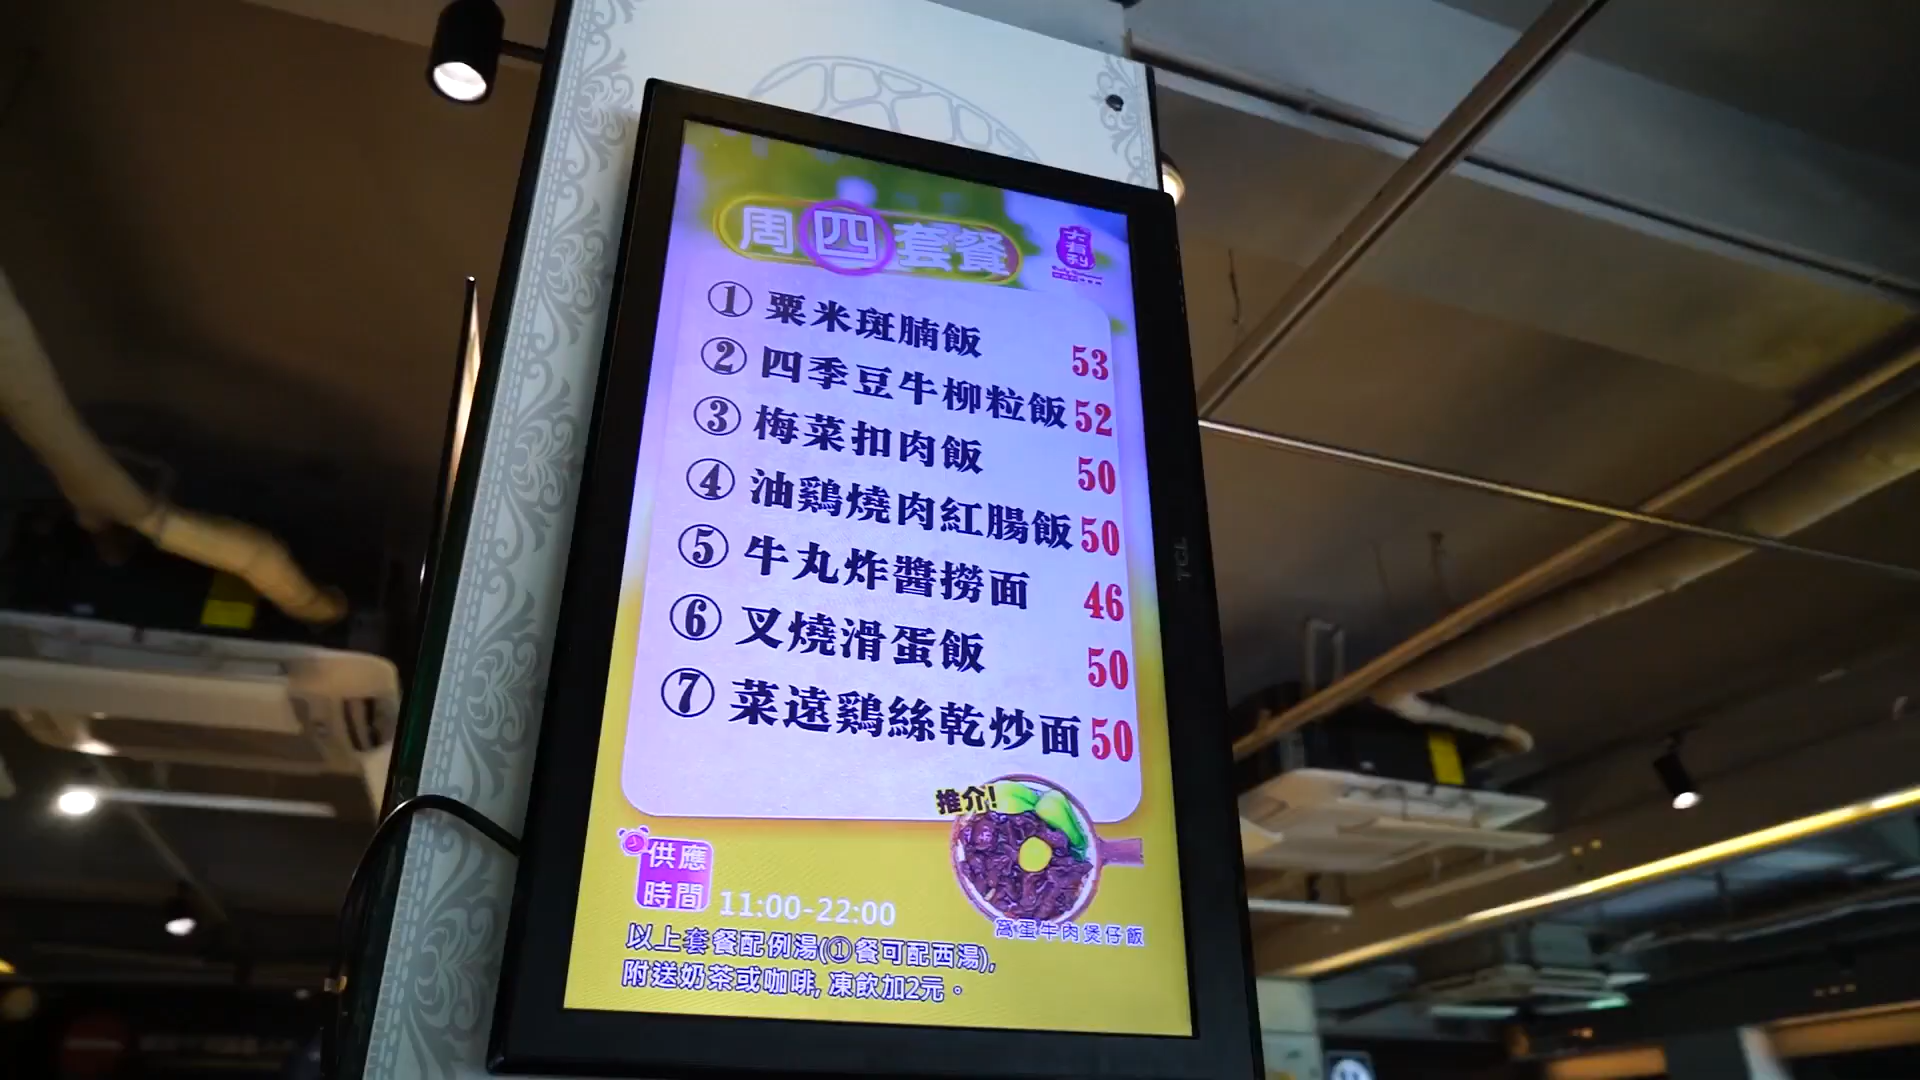 周四套餐
大有利
① 粟米斑腩飯 53
② 四季豆牛柳粒飯 52
③ 梅菜扣肉飯 50
④ 油鷄燒肉紅腸飯 50
⑤ 牛丸炸醬撈面 46
⑥ 叉燒滑蛋飯 50
⑦ 菜遠鷄絲乾炒面 50
推介!
窩蛋牛肉煲仔飯
供應
時間 11:00-22:00
以上套餐配例湯(①餐可配西湯),
附送奶茶或咖啡, 凍飲加2元。
TCL